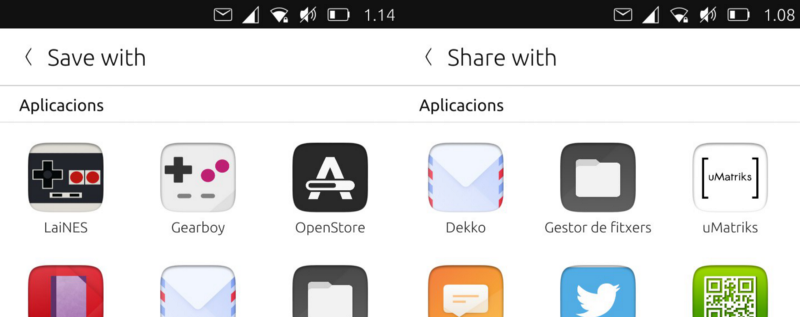 1.14
Save with
Aplicacions
LaiNES
Gearboy
OpenStore
1.08
Share with
Aplicacions
Dekko
Gestor de fitxers
[uMatriks]
uMatriks